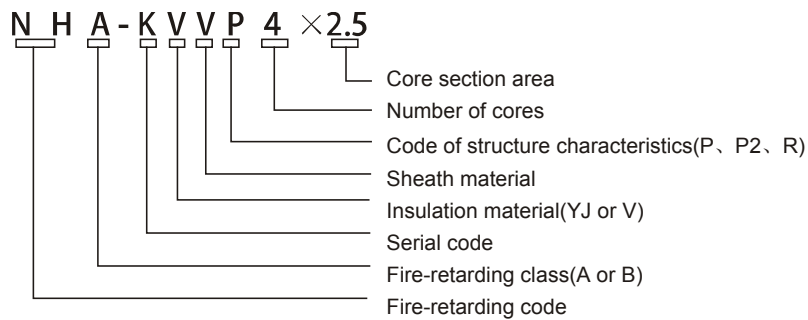 N H A - K V V P 4 ×2.5
Core section area
Number of cores
Code of structure characteristics(P、P2、R)
Sheath material
Insulation material(YJ or V)
Serial code
Fire-retarding class(A or B)
Fire-retarding code